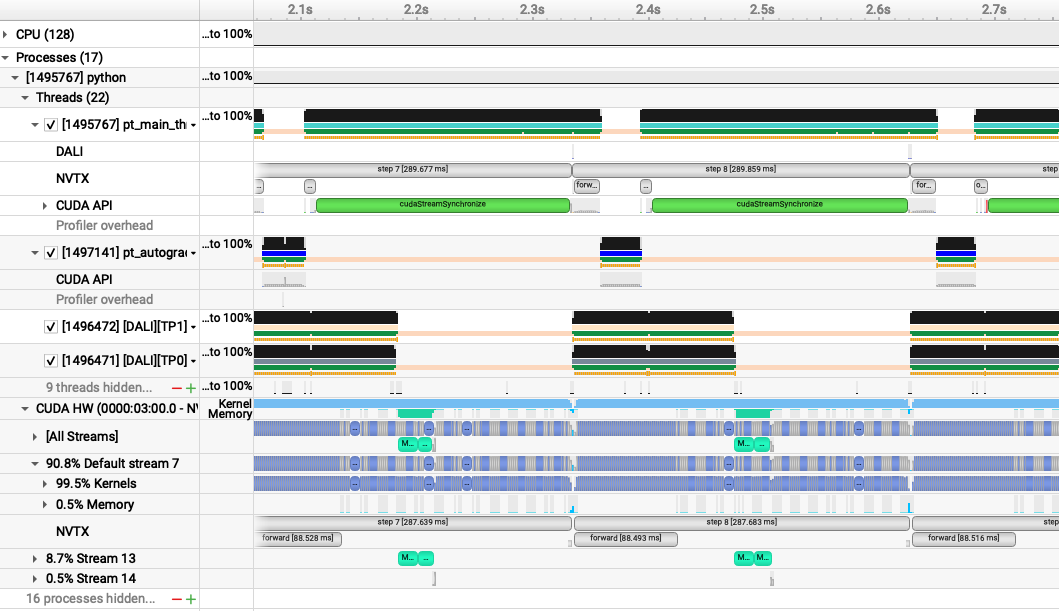 2.1s 2.2s 2.3s 2.4s 2.5s 2.6s 2.7s
CPU (128) ...to 100%
Processes (17)
[1495767] python ...to 100%
Threads (22)
[1495767] pt_main_thr ...to 100%
DALI
NVTX step 7 [289.677 ms] step 8 [289.859 ms] step
... ... forw... ... for... o...
CUDA API cudaStreamSynchronize cudaStreamSynchronize
Profiler overhead
[1497141] pt_autogra ...to 100%
CUDA API
Profiler overhead
[1496472] [DALI][TP1] ...to 100%
[1496471] [DALI][TP0] ...to 100%
9 threads hidden... ...to 100%
CUDA HW (0000:03:00.0 - NV Kernel
Memory
[All Streams] ... ... ... ... ...
M... ... M... ...
90.8% Default stream 7 ... ... ... ... ...
99.5% Kernels ... ... ... ... ...
0.5% Memory
NVTX step 7 [287.639 ms] step 8 [287.683 ms] step
forward [88.528 ms] forward [88.493 ms] forward [88.516 ms]
8.7% Stream 13 M... M... M... M...
0.5% Stream 14
16 processes hidden...